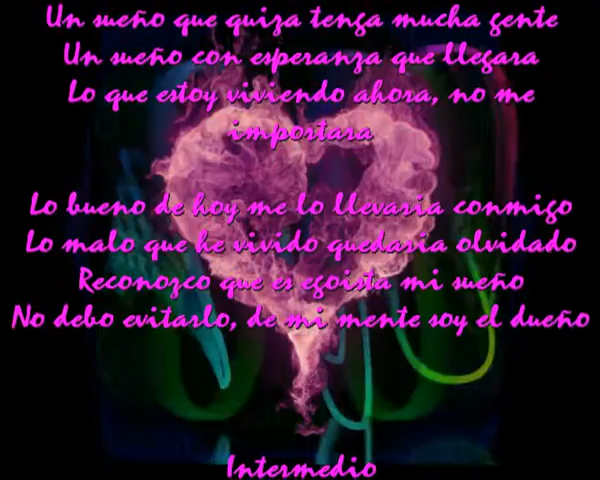 Un sueño que quiza tenga mucha gente
Un sueño con esperanza que llegara
Lo que estoy viviendo ahora, no me
importara
Lo bueno de hoy me lo llevaria conmigo
Lo malo que he vivido quedaria olvidado
Reconozco que es egoista mi sueño
No debo evitarlo, de mi mente soy el dueño
Intermedio